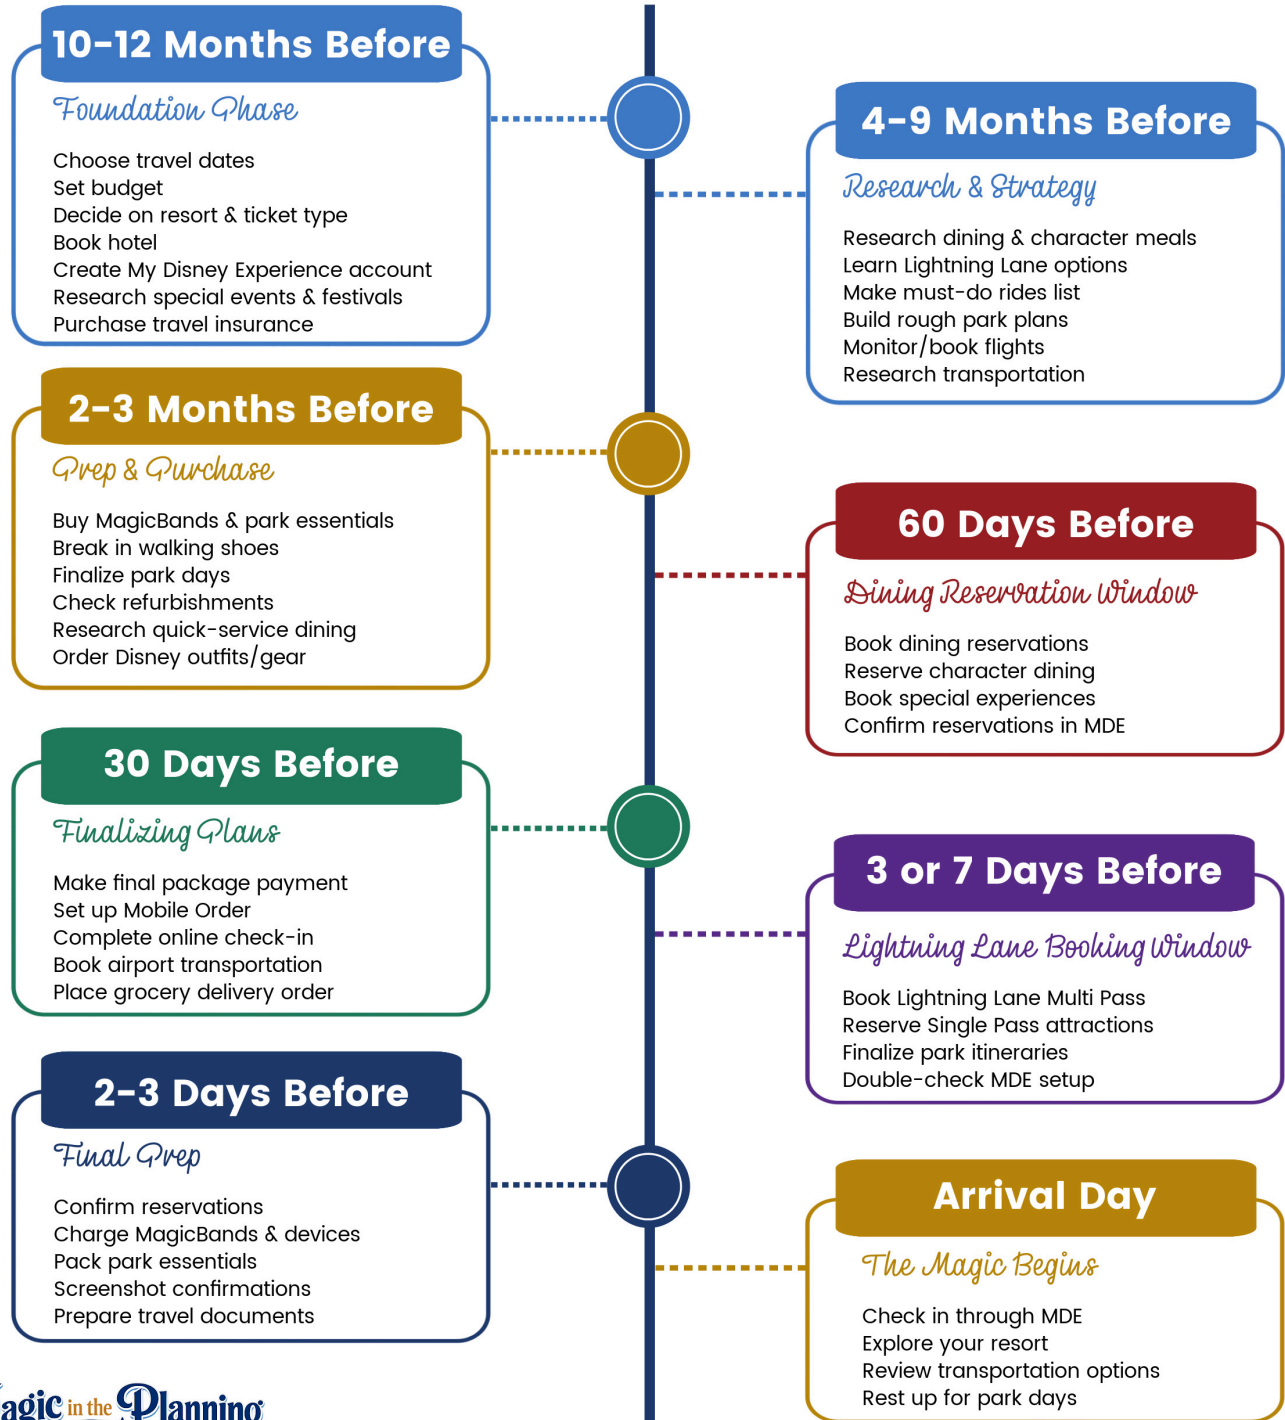 10-12 Months Before
Foundation Phase
Choose travel dates
Set budget
Decide on resort & ticket type
Book hotel
Create My Disney Experience account
Research special events & festivals
Purchase travel insurance
4-9 Months Before
Research & Strategy
Research dining & character meals
Learn Lightning Lane options
Make must-do rides list
Build rough park plans
Monitor/book flights
Research transportation
2-3 Months Before
Prep & Purchase
Buy MagicBands & park essentials
Break in walking shoes
Finalize park days
Check refurbishments
Research quick-service dining
Order Disney outfits/gear
60 Days Before
Dining Reservation Window
Book dining reservations
Reserve character dining
Book special experiences
Confirm reservations in MDE
30 Days Before
Finalizing Plans
Make final package payment
Set up Mobile Order
Complete online check-in
Book airport transportation
Place grocery delivery order
3 or 7 Days Before
Lightning Lane Booking Window
Book Lightning Lane Multi Pass
Reserve Single Pass attractions
Finalize park itineraries
Double-check MDE setup
2-3 Days Before
Final Prep
Confirm reservations
Charge MagicBands & devices
Pack park essentials
Screenshot confirmations
Prepare travel documents
Arrival Day
The Magic Begins
Check in through MDE
Explore your resort
Review transportation options
Rest up for park days
agic in the Planning